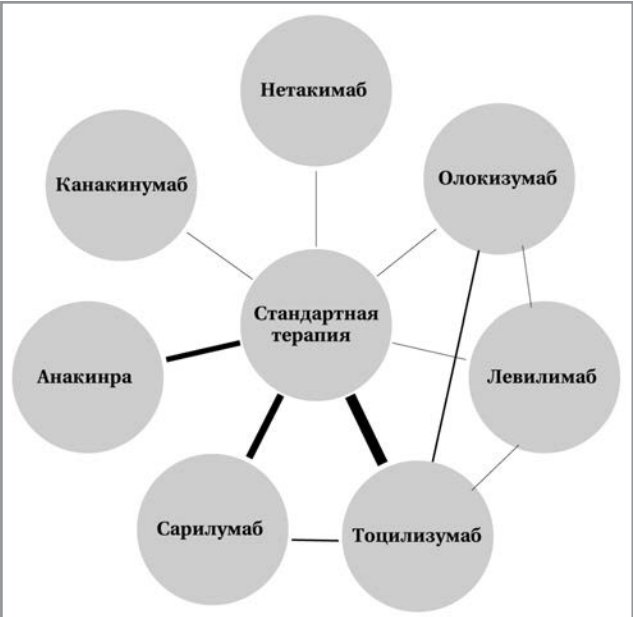 Нетакимаб
Канакинумаб
Олокизумаб
Стандартная
терапия
Анакинра
Левилимаб
Сарилумаб
Тоцилизумаб